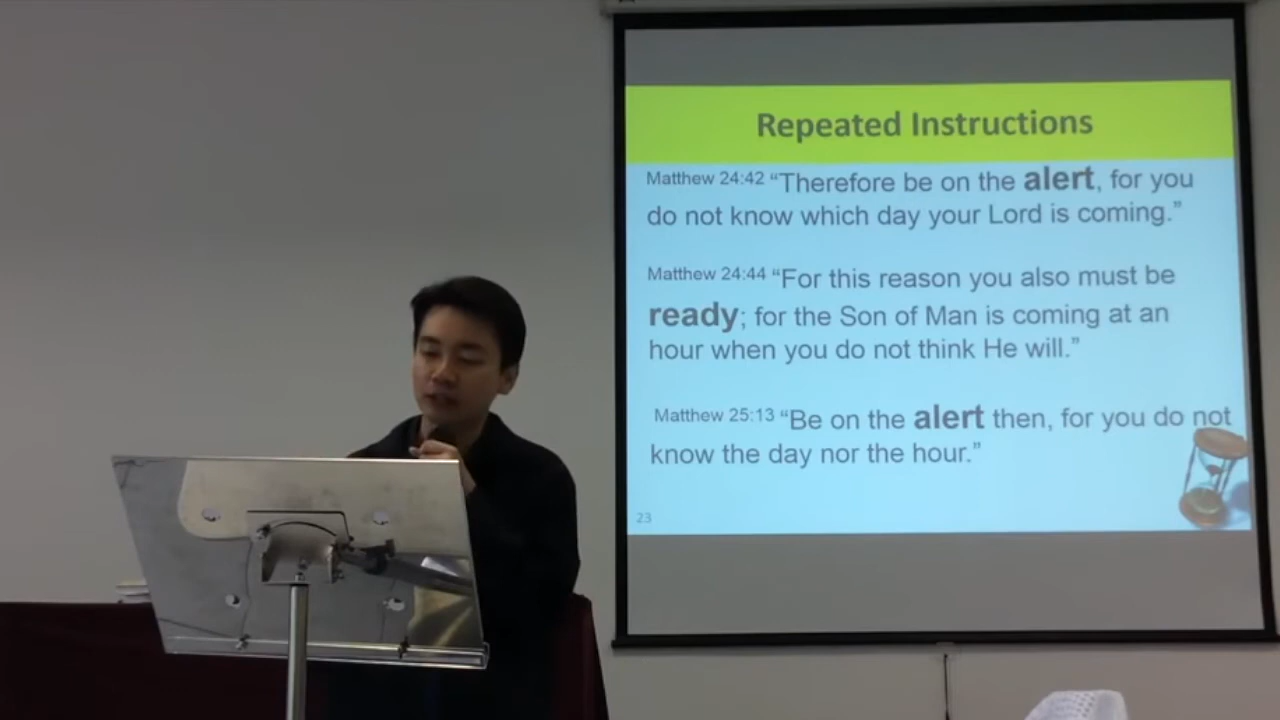 Repeated Instructions
Matthew 24:42 “Therefore be on the alert, for you
do not know which day your Lord is coming.”
Matthew 24:44 “For this reason you also must be
ready; for the Son of Man is coming at an
hour when you do not think He will.”
Matthew 25:13 “Be on the alert then, for you do not
know the day nor the hour.”
23